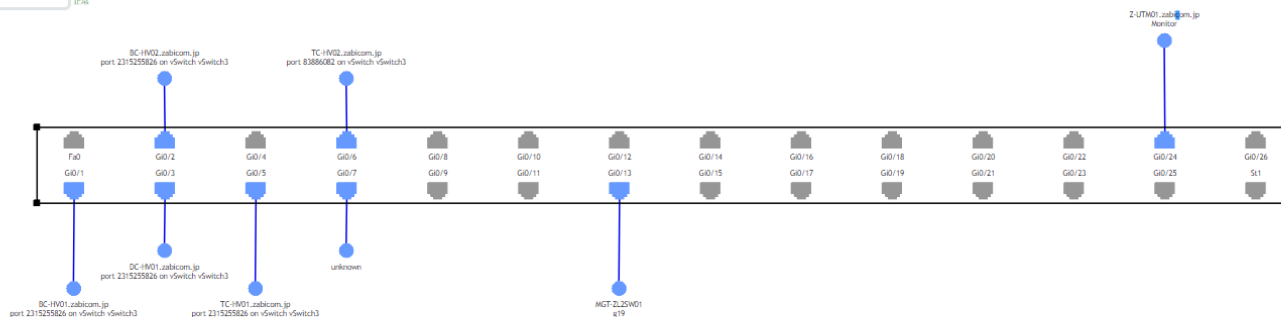 Z-UTM01.zabicom.jp
Monitor
BC-HV02.zabicom.jp
port 2315255826 on vSwitch vSwitch3
TC-HV02.zabicom.jp
port 83886082 on vSwitch vSwitch3
Fa0 Gi0/2 Gi0/4 Gi0/6 Gi0/8 Gi0/10 Gi0/12 Gi0/14 Gi0/16 Gi0/18 Gi0/20 Gi0/22 Gi0/24 Gi0/26
Gi0/1 Gi0/3 Gi0/5 Gi0/7 Gi0/9 Gi0/11 Gi0/13 Gi0/15 Gi0/17 Gi0/19 Gi0/21 Gi0/23 Gi0/25 St1
DC-HV01.zabicom.jp
port 2315255826 on vSwitch vSwitch3
unknown
BC-HV01.zabicom.jp
port 2315255826 on vSwitch vSwitch3
TC-HV01.zabicom.jp
port 2315255826 on vSwitch vSwitch3
MGT-ZL2SW01
g19